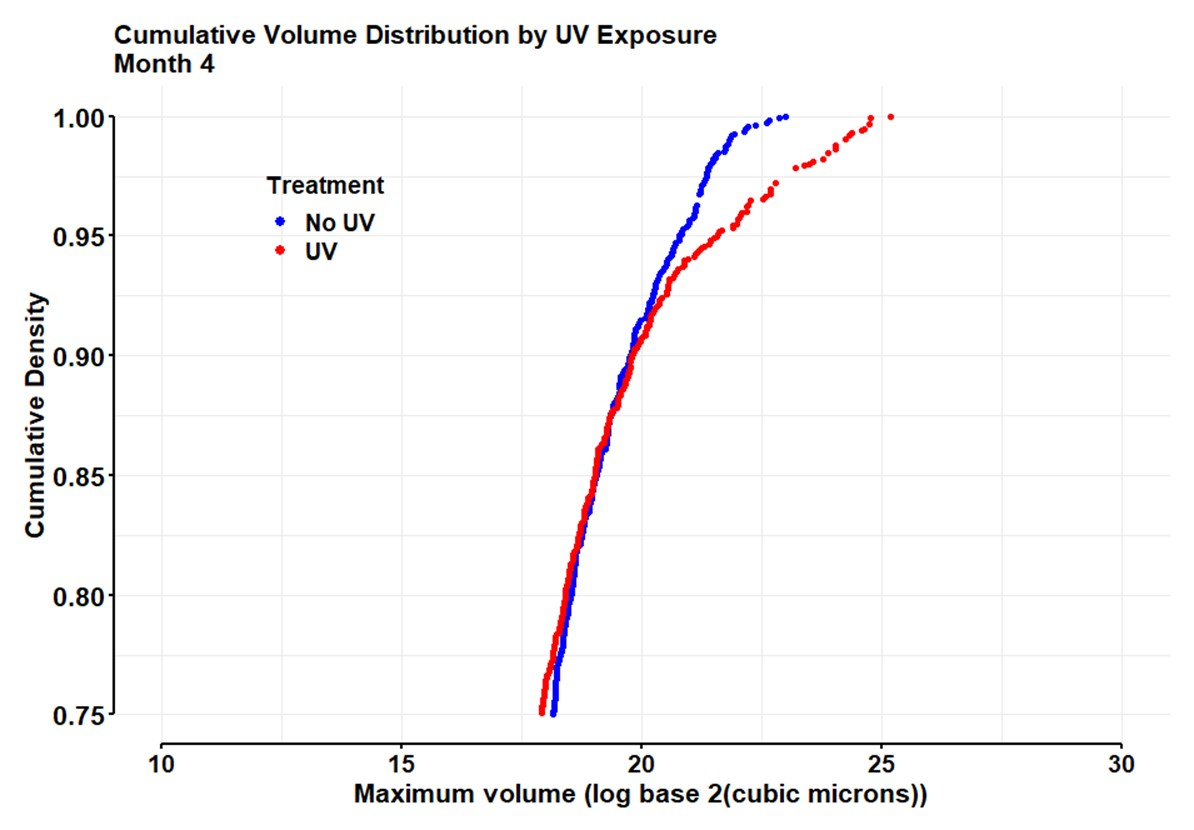 Cumulative Volume Distribution by UV Exposure
Month 4
1.00
0.95
0.90
0.85
0.80
0.75
Cumulative Density
Treatment
No UV
UV
10 15 20 25 30
Maximum volume (log base 2(cubic microns))